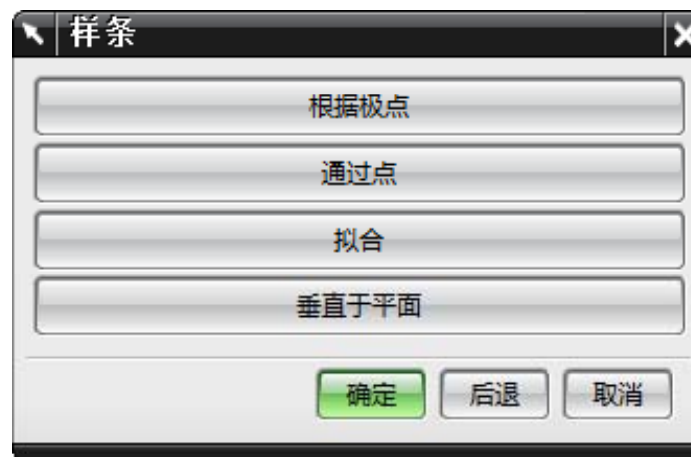 样条
根据极点
通过点
拟合
垂直于平面
确定 后退 取消